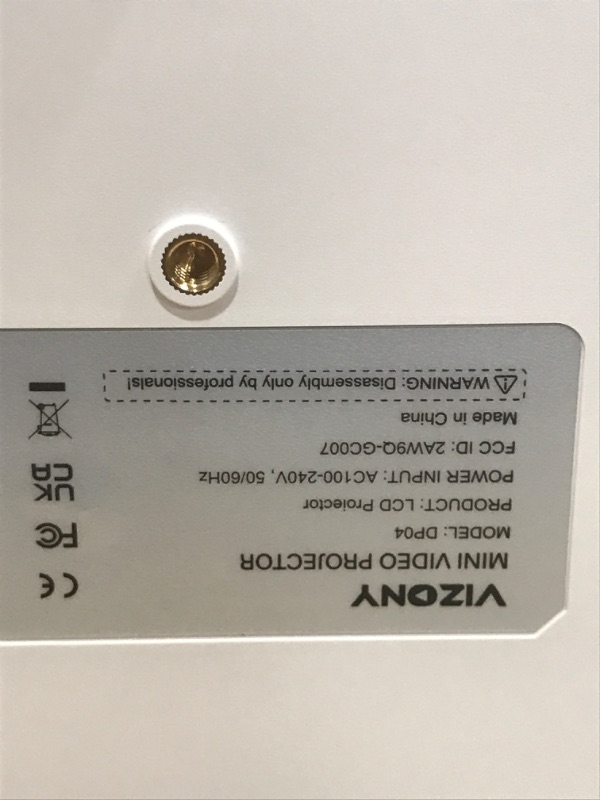 VIZONY
MINI VIDEO PROJECTOR
MODEL: DP04
PRODUCT: LCD Projector
POWER INPUT: AC100-240V, 50/60Hz
FCC ID: 2AW9Q-GC007
Made in China
WARNING: Disassembly only by professionals!
CE
FC
UK
CA